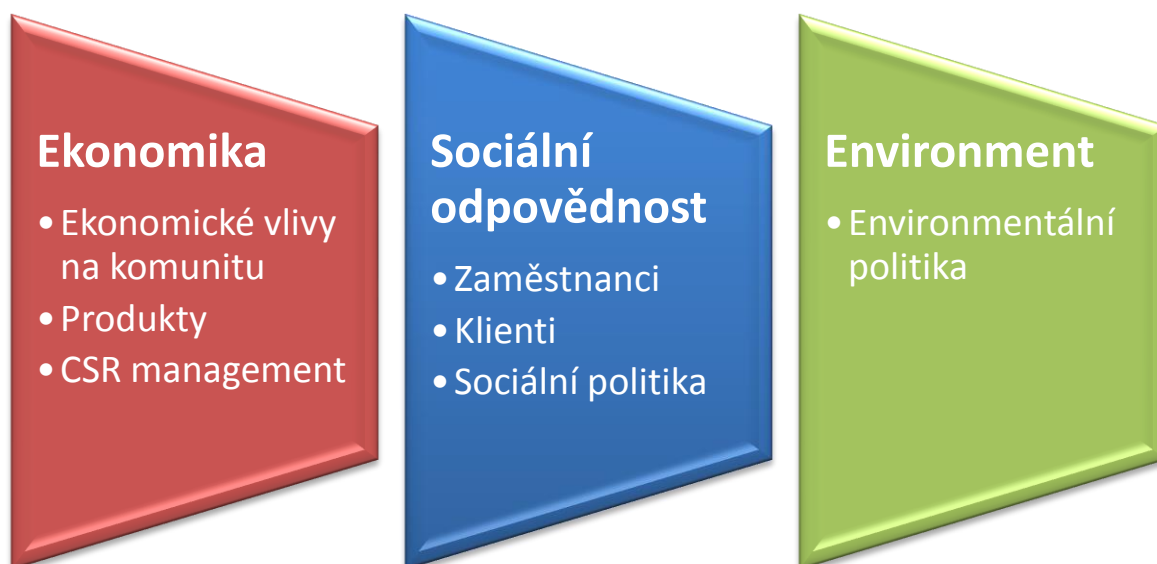 Ekonomika
• Ekonomické vlivy
na komunitu
• Produkty
• CSR management
Sociální
odpovědnost
• Zaměstnanci
• Klienti
• Sociální politika
Environment
• Environmentální
politika